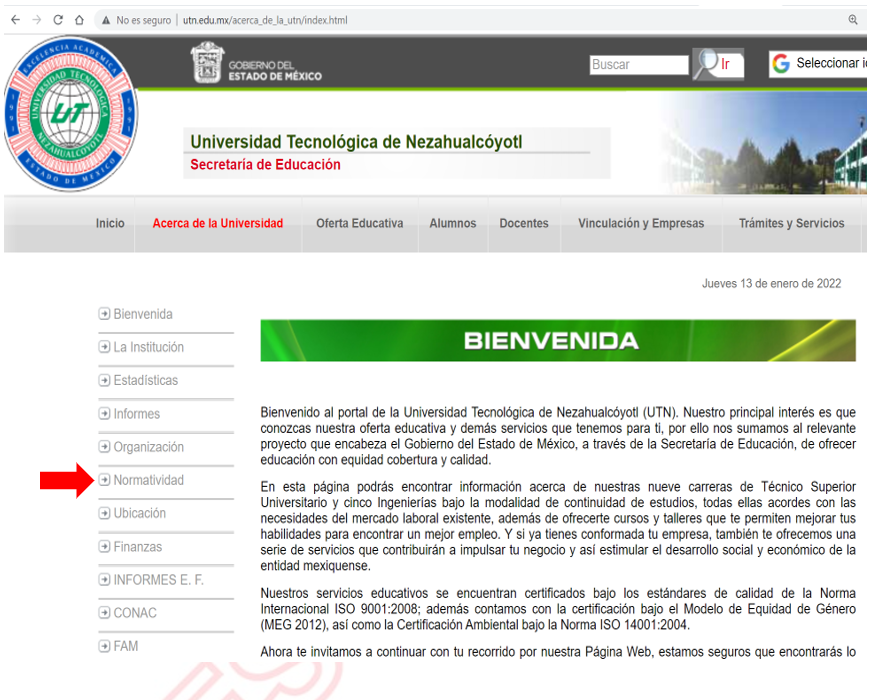 No es seguro | utn.edu.mx/acerca_de_la_utn/index.html
EXCELENCIA ACADEMICA
UNIVERSIDAD TECNOLOGICA
UT
NEZAHUALCOYOTL
ESTADO DE MEXICO
1991
1991
GOBIERNO DEL
ESTADO DE MÉXICO
Buscar
Ir
G Seleccionar
Universidad Tecnológica de Nezahualcóyotl
Secretaría de Educación
Inicio Acerca de la Universidad Oferta Educativa Alumnos Docentes Vinculación y Empresas Trámites y Servicios
Jueves 13 de enero de 2022
Bienvenida
La Institución
Estadísticas
Informes
Organización
Normatividad
Ubicación
Finanzas
INFORMES E. F.
CONAC
FAM
BIENVENIDA
Bienvenido al portal de la Universidad Tecnológica de Nezahualcóyotl (UTN). Nuestro principal interés es que
conozcas nuestra oferta educativa y demás servicios que tenemos para ti, por ello nos sumamos al relevante
proyecto que encabeza el Gobierno del Estado de México, a través de la Secretaría de Educación, de ofrecer
educación con equidad cobertura y calidad.
En esta página podrás encontrar información acerca de nuestras nueve carreras de Técnico Superior
Universitario y cinco Ingenierías bajo la modalidad de continuidad de estudios, todas ellas acordes con las
necesidades del mercado laboral existente, además de ofrecerte cursos y talleres que te permiten mejorar tus
habilidades para encontrar un mejor empleo. Y si ya tienes conformada tu empresa, también te ofrecemos una
serie de servicios que contribuirán a impulsar tu negocio y así estimular el desarrollo social y económico de la
entidad mexiquense.
Nuestros servicios educativos se encuentran certificados bajo los estándares de calidad de la Norma
Internacional ISO 9001:2008; además contamos con la certificación bajo el Modelo de Equidad de Género
(MEG 2012), así como la Certificación Ambiental bajo la Norma ISO 14001:2004.
Ahora te invitamos a continuar con tu recorrido por nuestra Página Web, estamos seguros que encontrarás lo